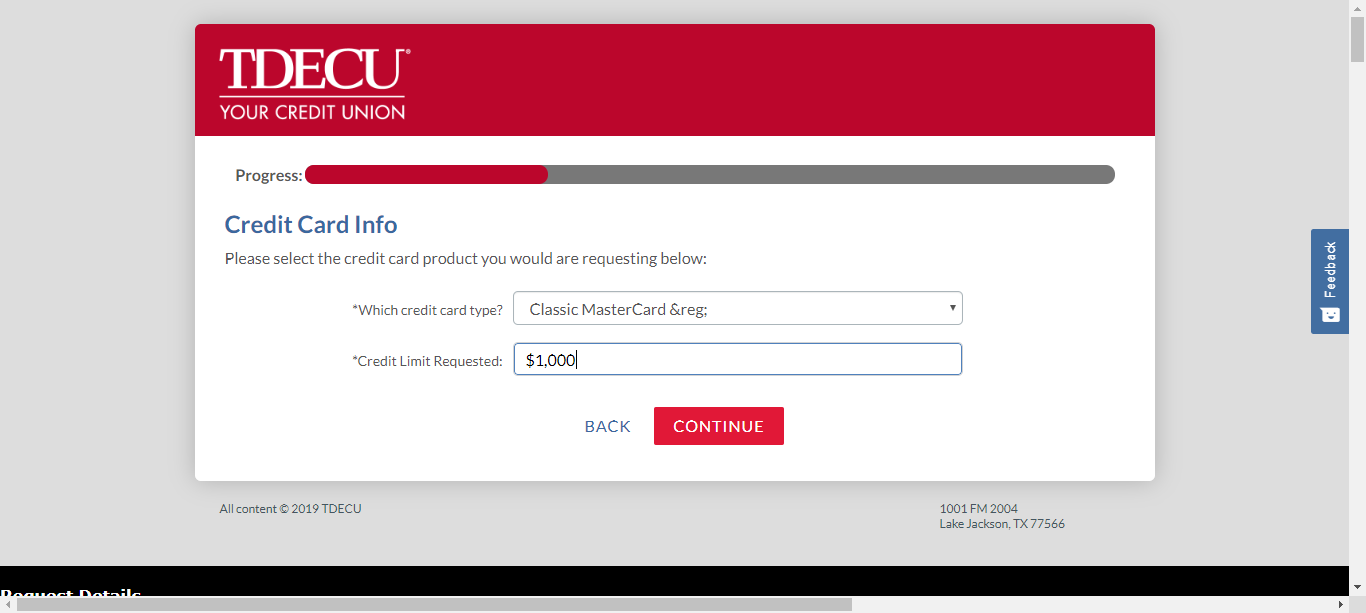 TDECU®
YOUR CREDIT UNION
Progress:
Credit Card Info
Please select the credit card product you would are requesting below:
*Which credit card type? Classic MasterCard &reg;
*Credit Limit Requested: $1,000
BACK CONTINUE
Feedback
All content © 2019 TDECU
1001 FM 2004
Lake Jackson, TX 77566
Request Details